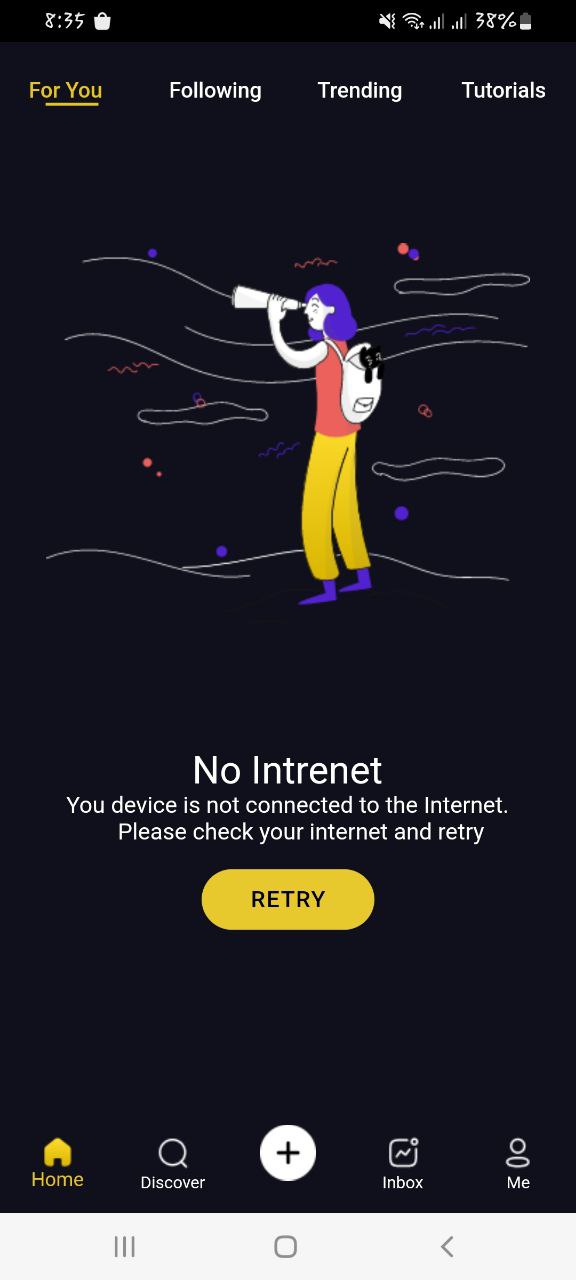 8:35 38%
For You Following Trending Tutorials
No Intrenet
You device is not connected to the Internet.
Please check your internet and retry
RETRY
Home Discover Inbox Me